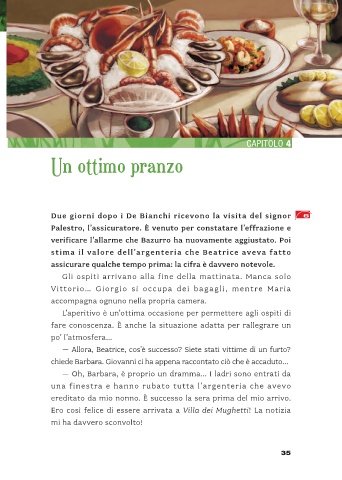 CAPITOLO 4
Un ottimo pranzo
Due giorni dopo i De Bianchi ricevono la visita del signor
Palestro, l'assicuratore. È venuto per constatare l'effrazione e
verificare l'allarme che Bazurro ha nuovamente aggiustato. Poi
stima il valore dell'argenteria che Beatrice aveva fatto
assicurare qualche tempo prima: la cifra è davvero notevole.
Gli ospiti arrivano alla fine della mattinata. Manca solo
Vittorio... Giorgio si occupa dei bagagli, mentre Maria
accompagna ognuno nella propria camera.
L'aperitivo è un'ottima occasione per permettere agli ospiti di
fare conoscenza. È anche la situazione adatta per rallegrare un
po' l'atmosfera...
— Allora, Beatrice, cos'è successo? Siete stati vittime di un furto?
chiede Barbara. Giovanni ci ha appena raccontato ciò che è accaduto...
— Oh, Barbara, è proprio un dramma... I ladri sono entrati da
una finestra e hanno rubato tutta l'argenteria che avevo
ereditato da mio nonno. È successo la sera prima del mio arrivo.
Ero così felice di essere arrivata a Villa dei Mughetti! La notizia
mi ha davvero sconvolto!
35